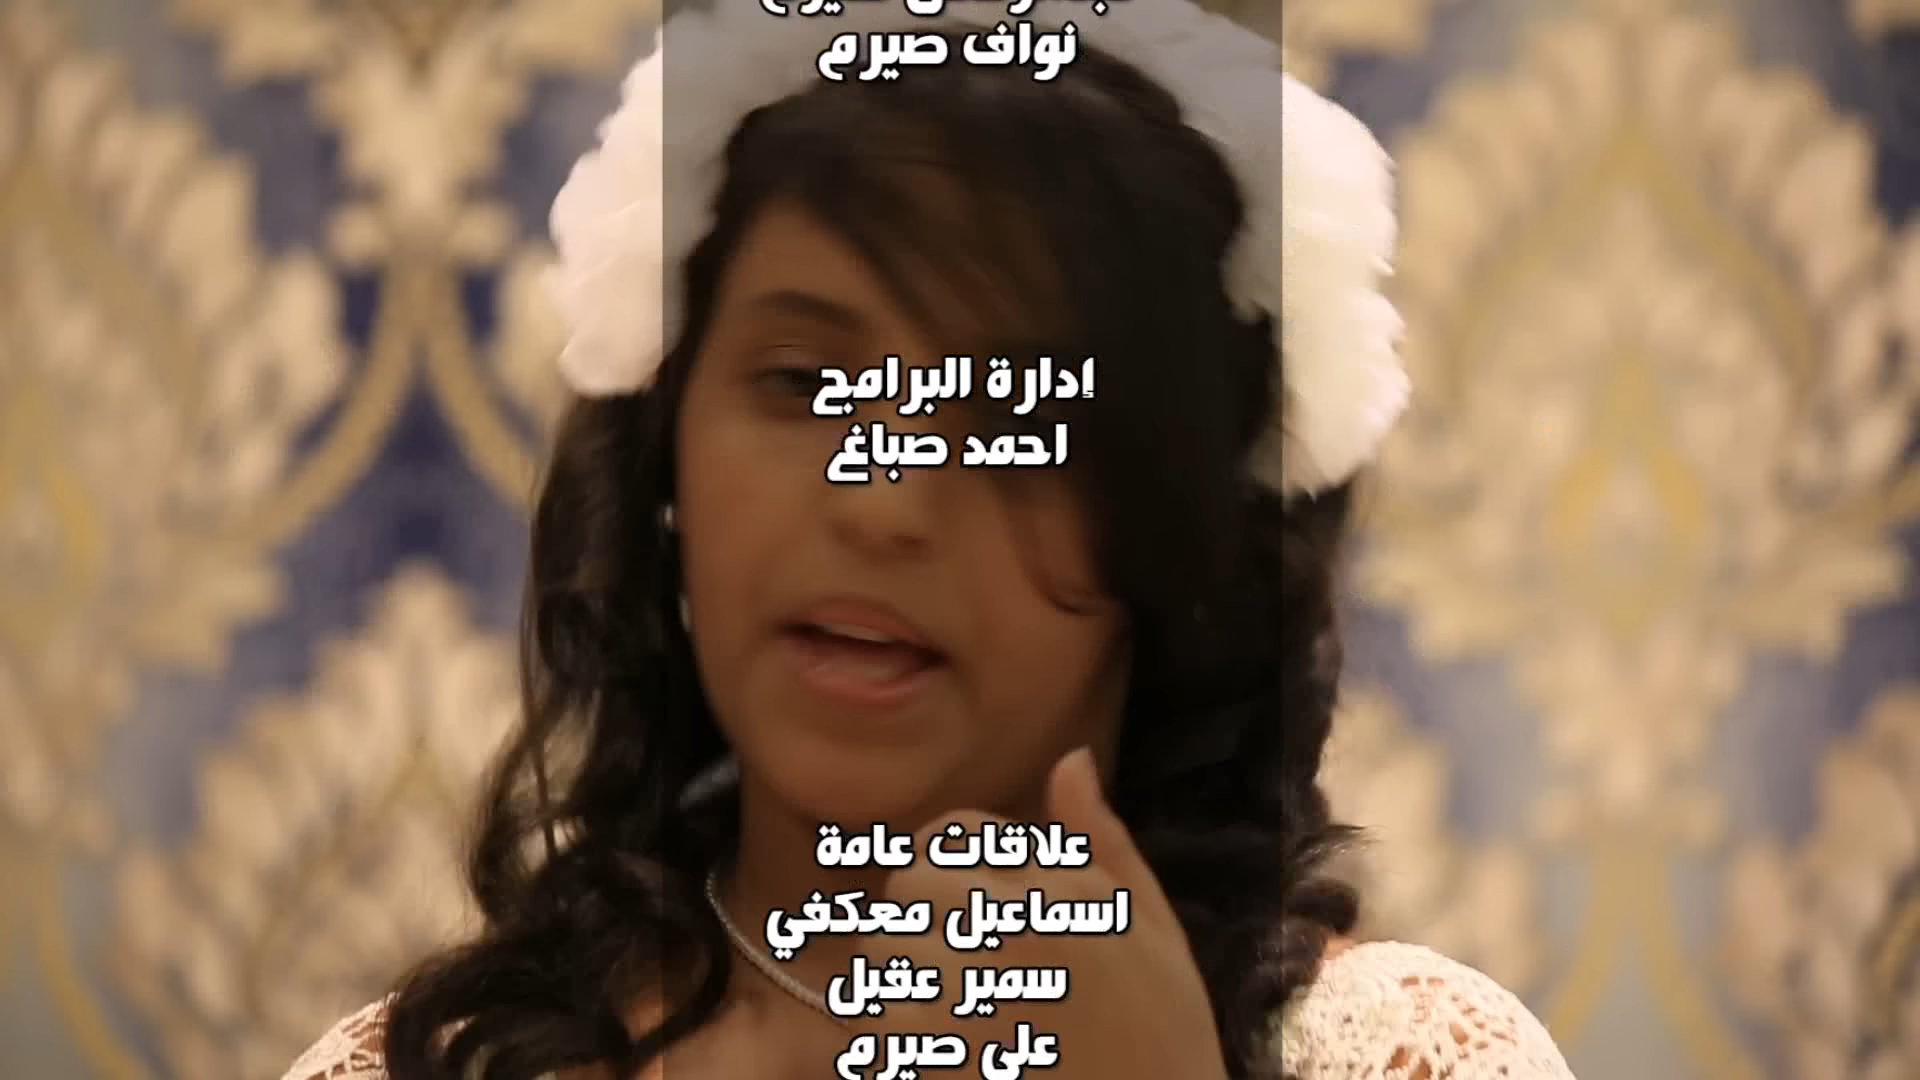 نواف صيرم
إدارة البرامج
احمد صباغ
علاقات عامة
اسماعيل معكفي
سمير عقيل
علي صيرم